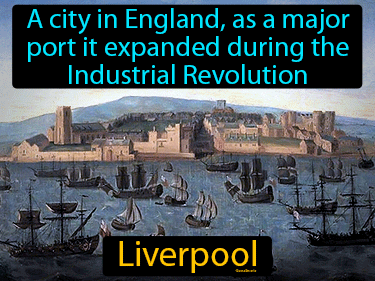 A city in England, as a major
port it expanded during the
Industrial Revolution
Liverpool